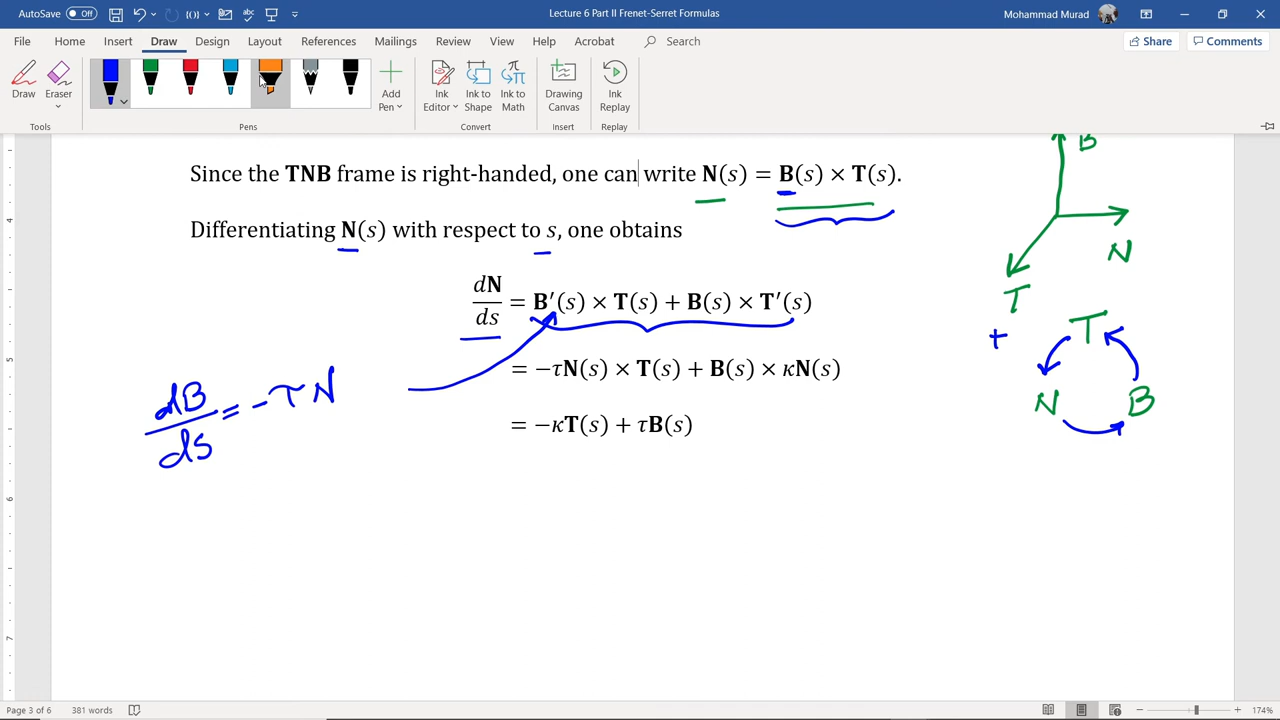 AutoSave Off Lecture 6 Part II Frenet-Serret Formulas Mohammad Murad
File Home Insert Draw Design Layout References Mailings Review View Help Acrobat Search Share Comments
Draw Eraser Add Pen Ink Editor Ink to Shape Ink to Math Drawing Canvas Ink Replay
Tools Pens Convert Insert Replay
Since the TNB frame is right-handed, one can write N(s) = B(s) × T(s).
Differentiating N(s) with respect to s, one obtains
dN/ds = B′(s) × T(s) + B(s) × T′(s)
= −τN(s) × T(s) + B(s) × κN(s)
= −κT(s) + τB(s)
dB/ds = -τN
B
N
T
+
T
N B
4
5
6
7
Page 3 of 6 381 words 174%